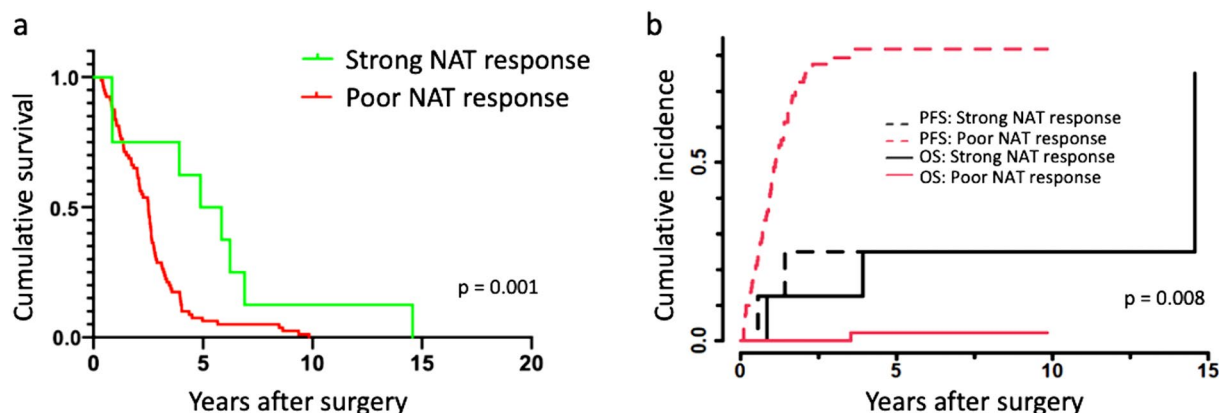 a
Cumulative survival
1.0
0.5
0.0
0
5
10
15
20
Years after surgery
Strong NAT response
Poor NAT response
p = 0.001
b
Cumulative incidence
0.5
0.0
0
5
10
15
Years after surgery
PFS: Strong NAT response
PFS: Poor NAT response
OS: Strong NAT response
OS: Poor NAT response
p = 0.008